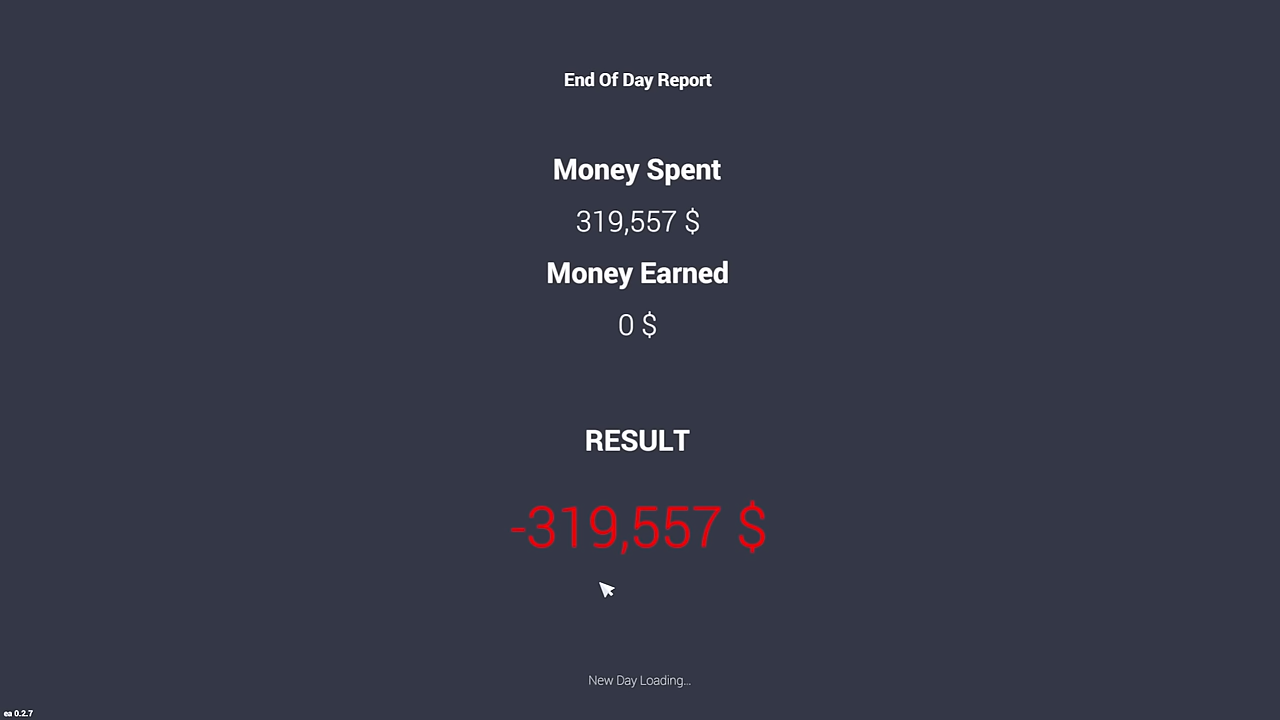 End Of Day Report
Money Spent
319,557 $
Money Earned
0 $
RESULT
-319,557 $
New Day Loading...
ea 0.2.7